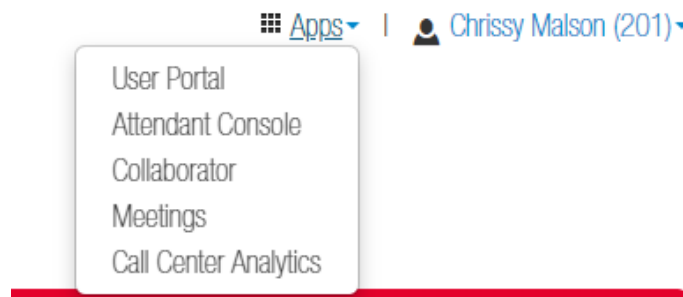 Apps | Chrissy Malson (201)
User Portal
Attendant Console
Collaborator
Meetings
Call Center Analytics